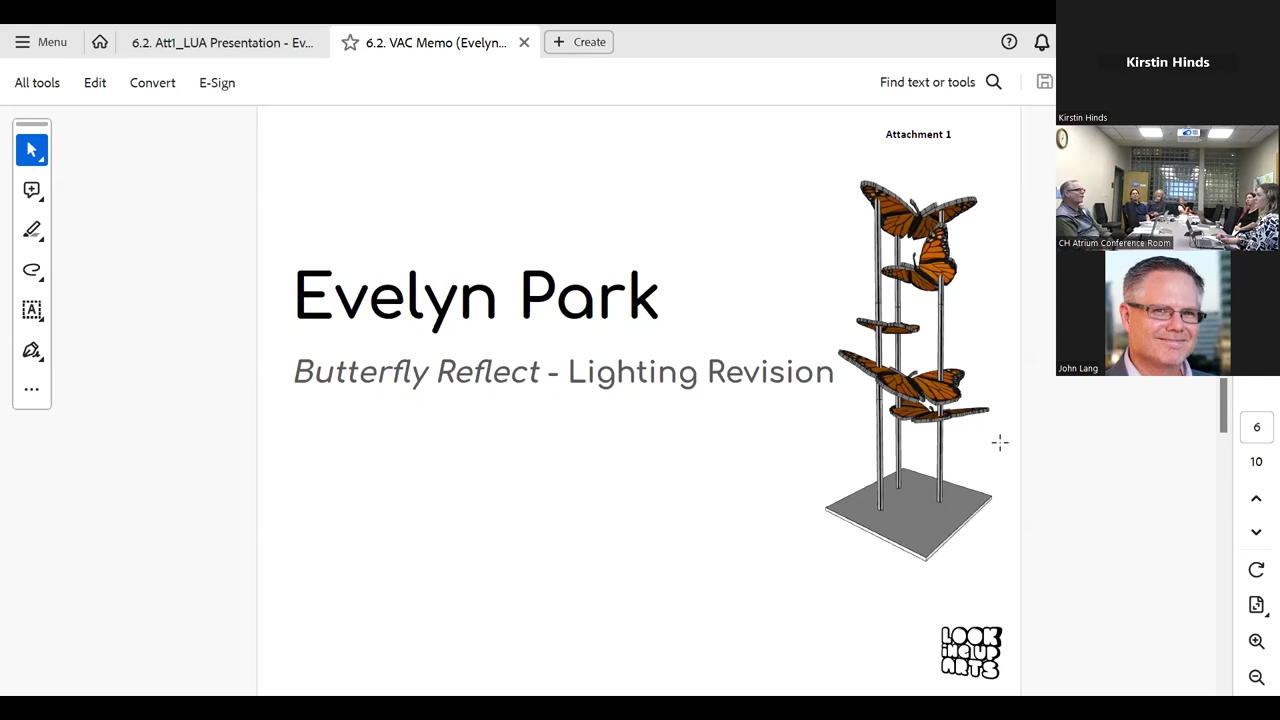 Menu
6.2. Att1_LUA Presentation - Ev...
6.2. VAC Memo (Evelyn...
Create
All tools
Edit
Convert
E-Sign
Find text or tools
Attachment 1
Evelyn Park
Butterfly Reflect - Lighting Revision
LOOK
iNG UP
ARTS
6
10
Kirstin Hinds
Kirstin Hinds
CH Atrium Conference Room
John Lang